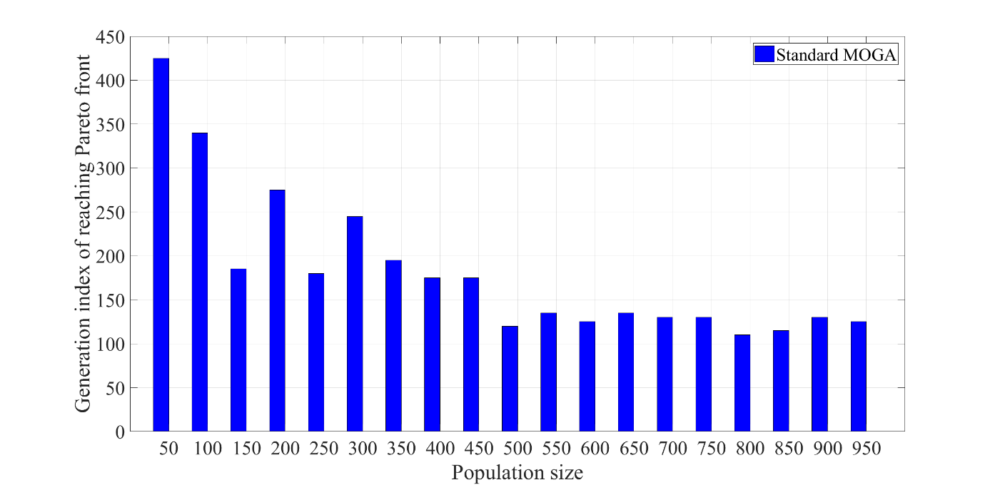 Standard MOGA
Generation index of reaching Pareto front
450
400
350
300
250
200
150
100
50
0
50 100 150 200 250 300 350 400 450 500 550 600 650 700 750 800 850 900 950
Population size